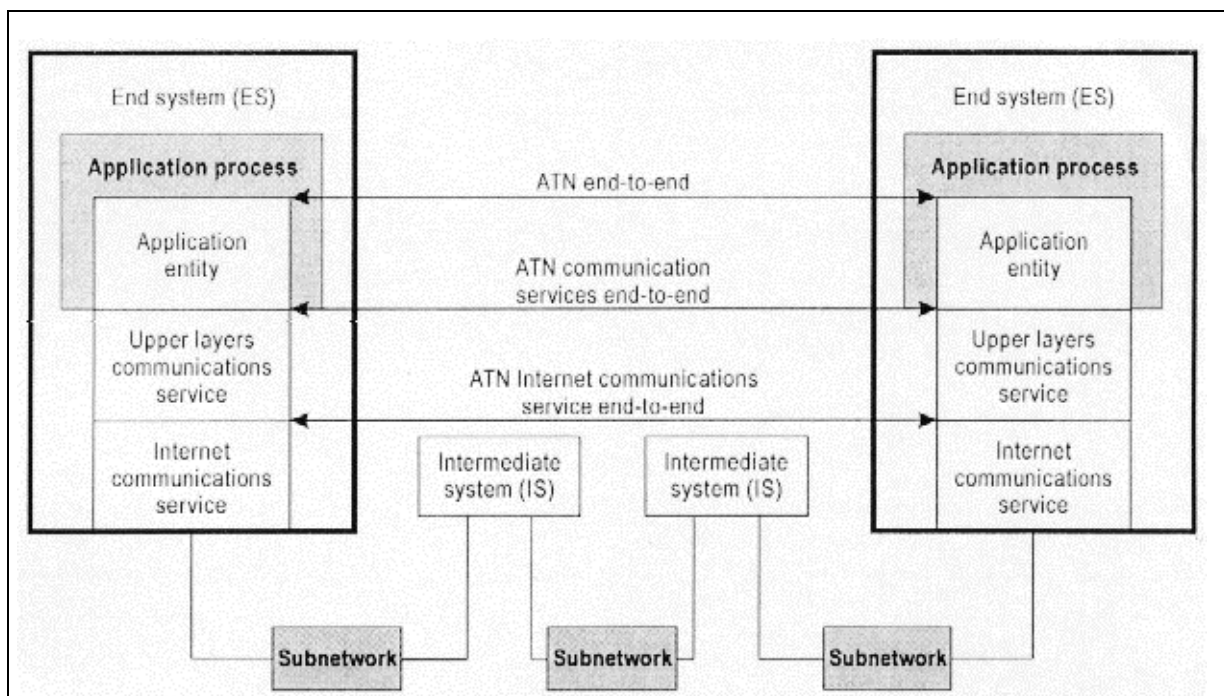 End system (ES)
Application process
Application
entity
Upper layers
communications
service
Internet
communications
service
ATN end-to-end
ATN communication
services end-to-end
ATN Internet communications
service end-to-end
Intermediate
system (IS)
Intermediate
system (IS)
End system (ES)
Application process
Application
entity
Upper layers
communications
service
Internet
communications
service
Subnetwork
Subnetwork
Subnetwork